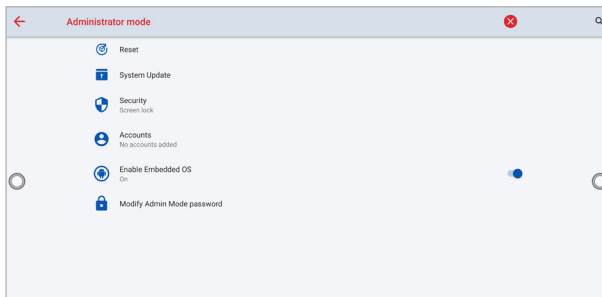 Administrator mode
Reset
System Update
Security
Screen lock
Accounts
No accounts added
Enable Embedded OS
On
Modify Admin Mode password